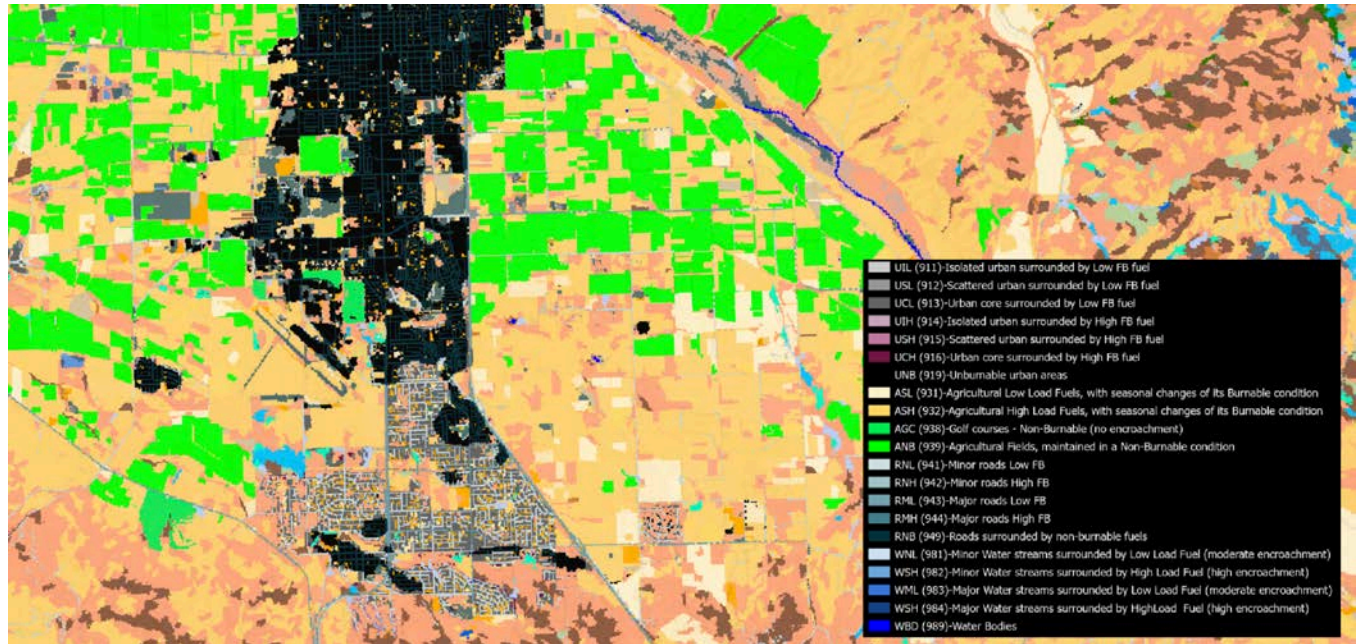 UIL (911)-Isolated urban surrounded by Low FB fuel
USL (912)-Scattered urban surrounded by Low FB fuel
UCL (913)-Urban core surrounded by Low FB fuel
UIH (914)-Isolated urban surrounded by High FB fuel
USH (915)-Scattered urban surrounded by High FB fuel
UCH (916)-Urban core surrounded by High FB fuel
UNB (919)-Unburnable urban areas
ASL (931)-Agricultural Low Load Fuels, with seasonal changes of its Burnable condition
ASH (932)-Agricultural High Load Fuels, with seasonal changes of its Burnable condition
AGC (938)-Golf courses - Non-Burnable (no encroachment)
ANB (939)-Agricultural Fields, maintained in a Non-Burnable condition
RNL (941)-Minor roads Low FB
RNH (942)-Minor roads High FB
RML (943)-Major roads Low FB
RMH (944)-Major roads High FB
RNB (949)-Roads surrounded by non-burnable fuels
WNL (981)-Minor Water streams surrounded by Low Load Fuel (moderate encroachment)
WSH (982)-Minor Water streams surrounded by High Load Fuel (high encroachment)
WML (983)-Major Water streams surrounded by Low Load Fuel (moderate encroachment)
WSH (984)-Major Water streams surrounded by HighLoad Fuel (high encroachment)
WBD (989)-Water Bodies